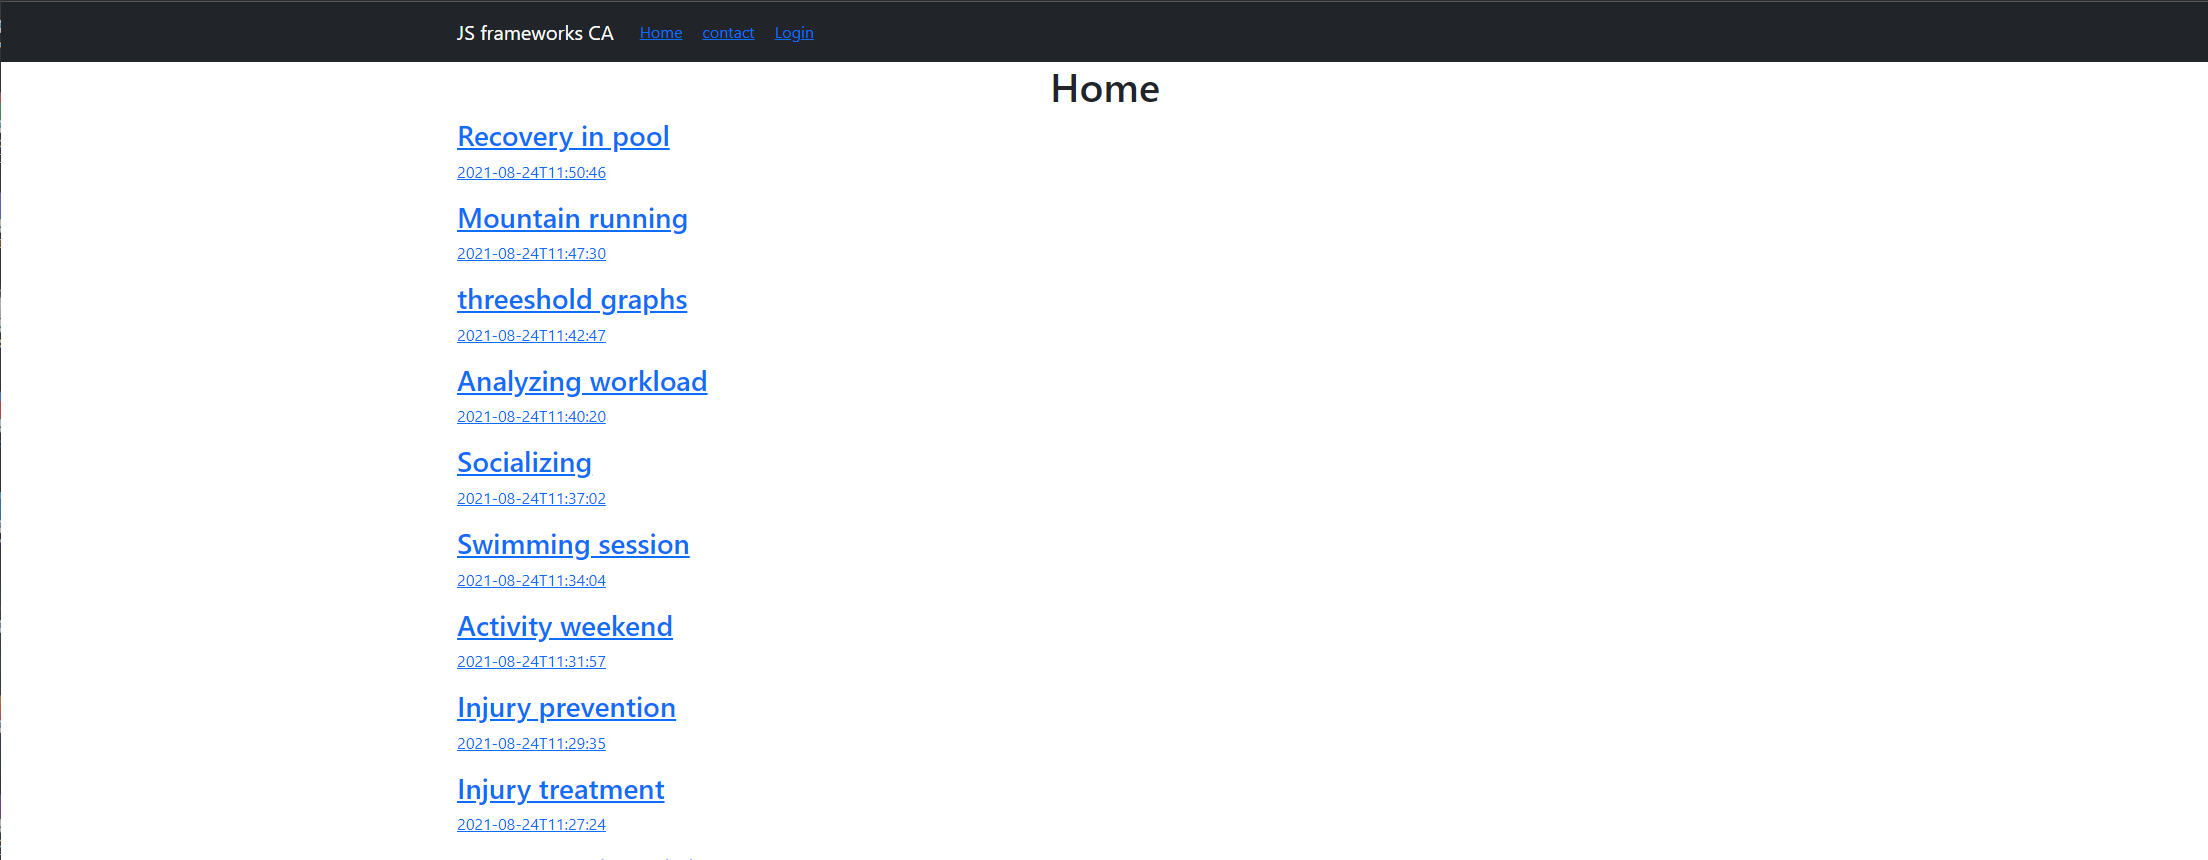 JS frameworks CA Home contact Login
Home
Recovery in pool
2021-08-24T11:50:46
Mountain running
2021-08-24T11:47:30
threeshold graphs
2021-08-24T11:42:47
Analyzing workload
2021-08-24T11:40:20
Socializing
2021-08-24T11:37:02
Swimming session
2021-08-24T11:34:04
Activity weekend
2021-08-24T11:31:57
Injury prevention
2021-08-24T11:29:35
Injury treatment
2021-08-24T11:27:24